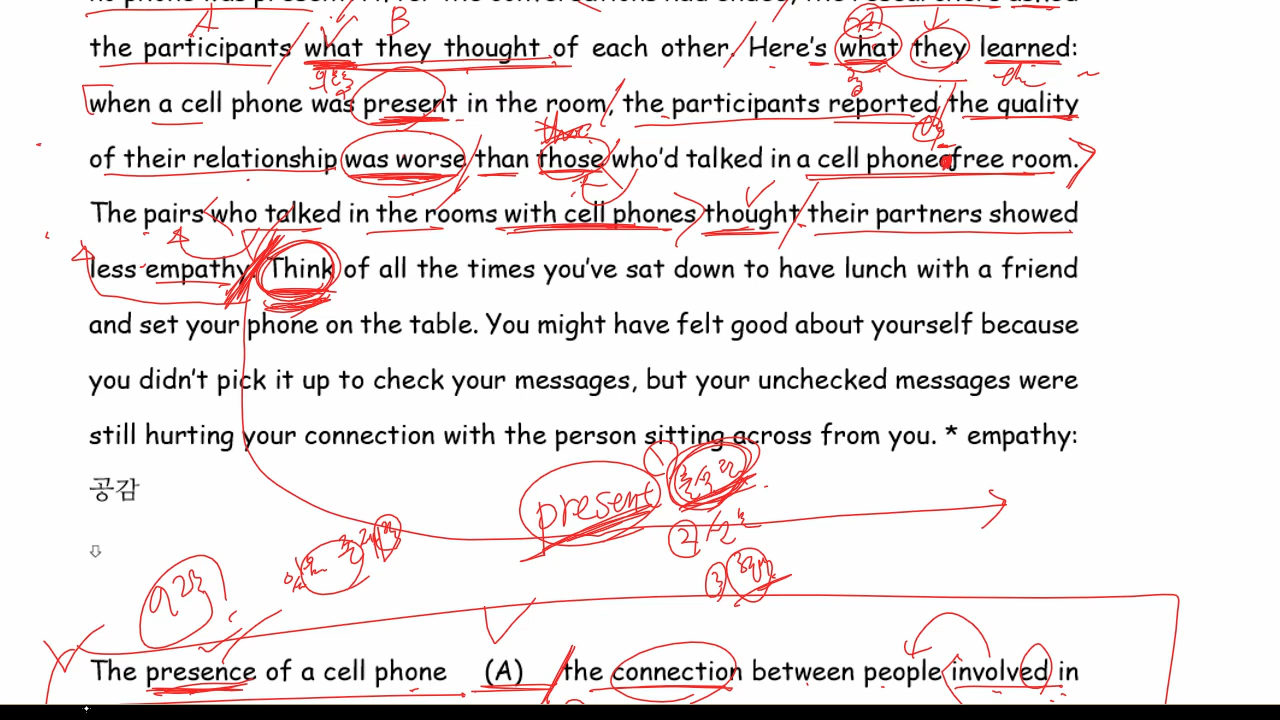 A B
the participants what they thought of each other. Here's what they learned:
when a cell phone was present in the room, the participants reported the quality
of their relationship was worse than those who'd talked in a cell phone free room.
The pairs who talked in the rooms with cell phones thought their partners showed
less empathy. Think of all the times you've sat down to have lunch with a friend
and set your phone on the table. You might have felt good about yourself because
you didn't pick it up to check your messages, but your unchecked messages were
still hurting your connection with the person sitting across from you. * empathy:
공감
present ①
②
③
The presence of a cell phone (A) the connection between people involved in